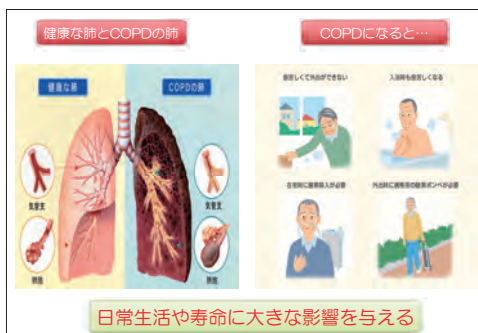 健康な肺とCOPDの肺
COPDになると…
健康な肺
COPDの肺
気管支
肺胞
気管支
肺胞
息苦しくて外出ができない
入浴時も息苦しくなる
在宅時に酸素吸入が必要
外出時に携帯用の酸素ボンベが必要
日常生活や寿命に大きな影響を与える